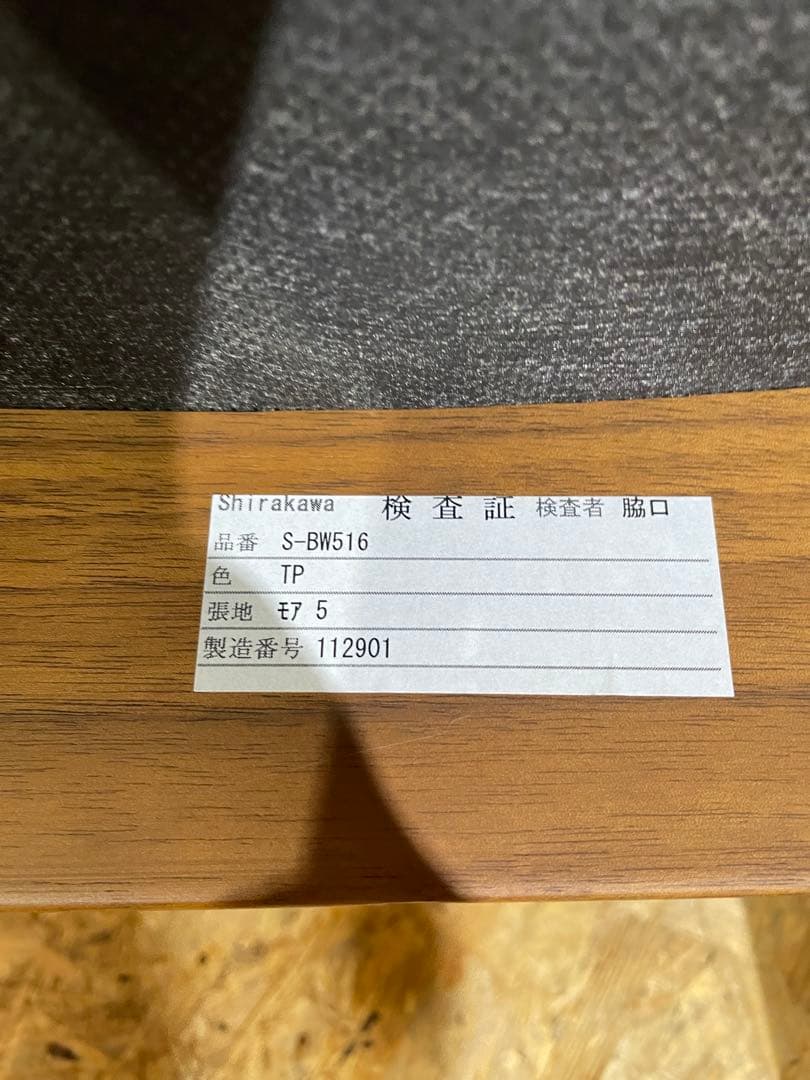 Shirakawa 検査証 検査者 脇口
品番 S-BW516
色 TP
張地 ﾓｱ 5
製造番号 112901